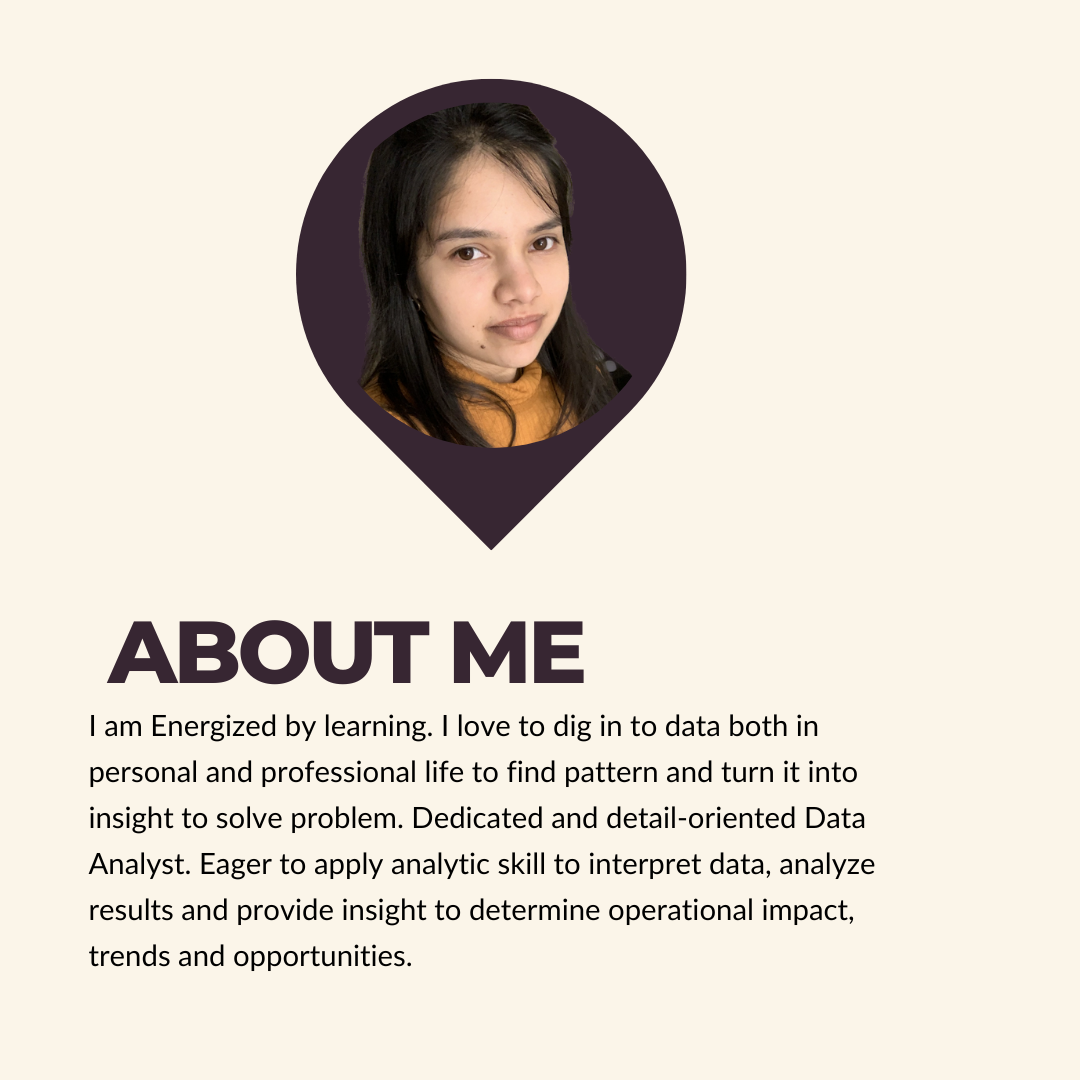 ABOUT ME
I am Energized by learning. I love to dig in to data both in
personal and professional life to find pattern and turn it into
insight to solve problem. Dedicated and detail-oriented Data
Analyst. Eager to apply analytic skill to interpret data, analyze
results and provide insight to determine operational impact,
trends and opportunities.